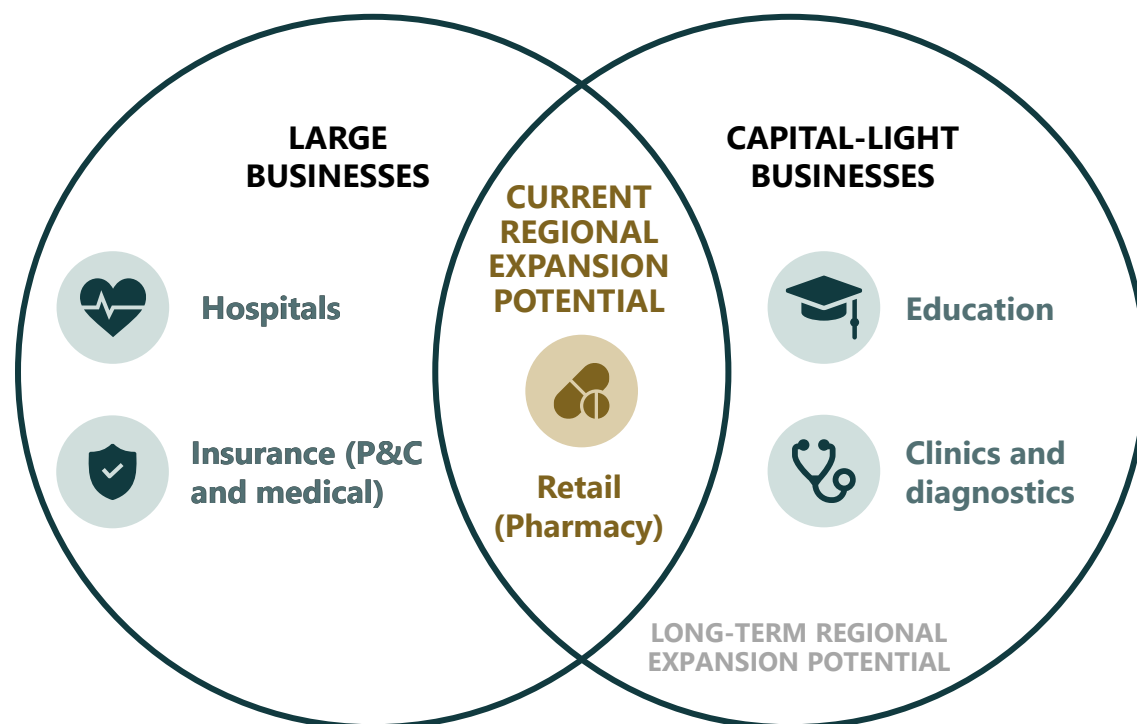 LARGE
BUSINESSES
Hospitals
Insurance (P&C
and medical)
CURRENT
REGIONAL
EXPANSION
POTENTIAL
Retail
(Pharmacy)
CAPITAL-LIGHT
BUSINESSES
Education
Clinics and
diagnostics
LONG-TERM REGIONAL
EXPANSION POTENTIAL